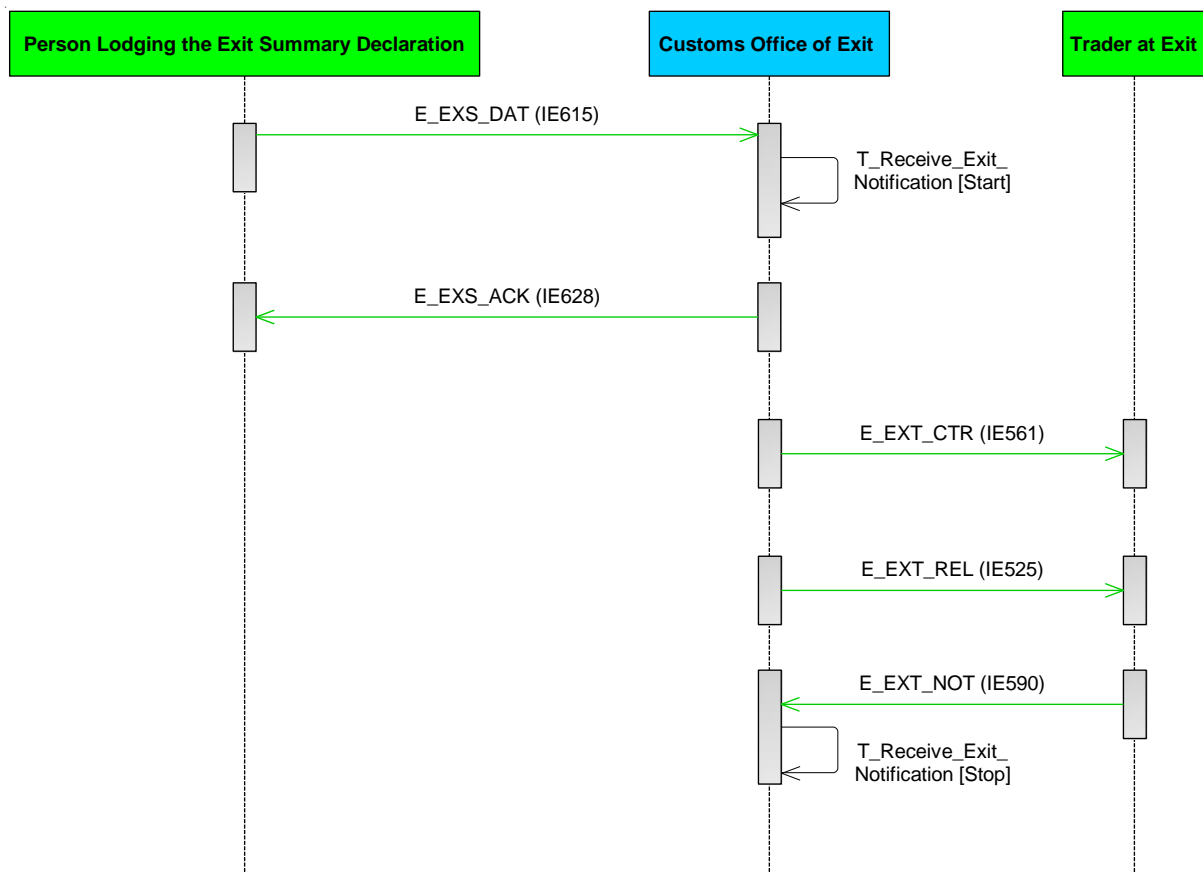 Person Lodging the Exit Summary Declaration
Customs Office of Exit
Trader at Exit
E_EXS_DAT (IE615)
T_Receive_Exit_
Notification [Start]
E_EXS_ACK (IE628)
E_EXT_CTR (IE561)
E_EXT_REL (IE525)
E_EXT_NOT (IE590)
T_Receive_Exit_
Notification [Stop]